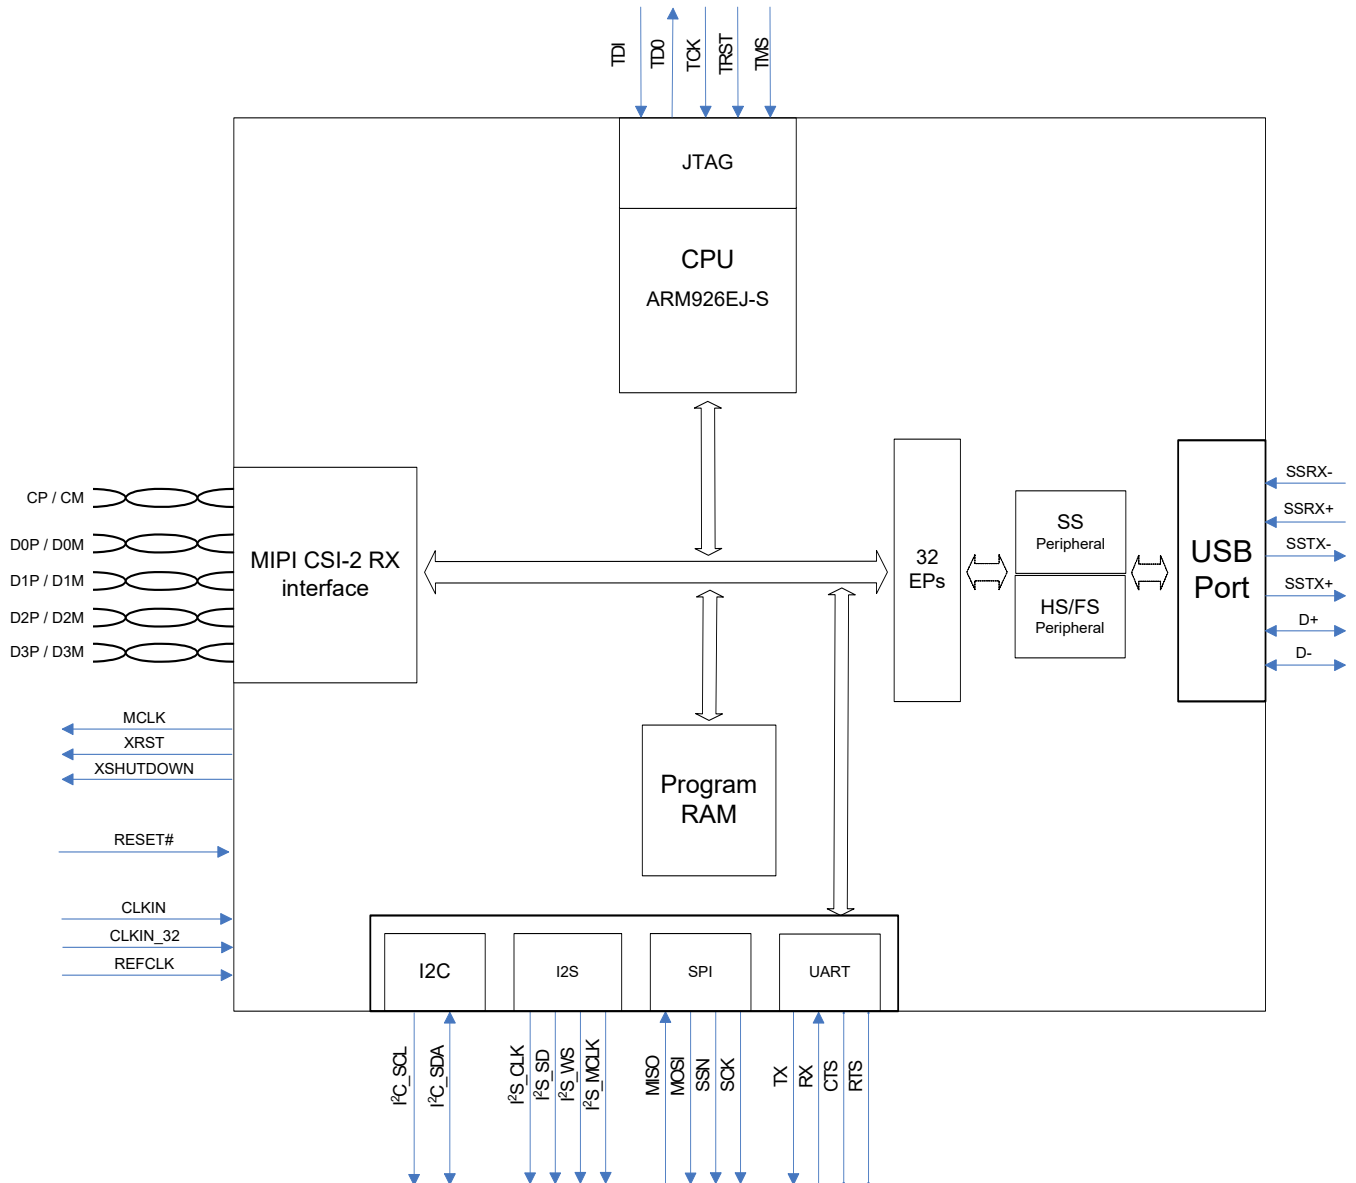 TDI
TD0
TCK
TRST
TMS
JTAG
CPU
ARM926EJ-S
CP / CM
D0P / D0M
D1P / D1M
D2P / D2M
D3P / D3M
MIPI CSI-2 RX
interface
32
EPs
SS
Peripheral
HS/FS
Peripheral
USB
Port
SSRX-
SSRX+
SSTX-
SSTX+
D+
D-
MCLK
XRST
XSHUTDOWN
RESET#
CLKIN
CLKIN_32
REFCLK
Program
RAM
I2C
I2S
SPI
UART
I²C_SCL
I²C_SDA
I²S_CLK
I²S_SD
I²S_WS
I²S_MCLK
MISO
MOSI
SSN
SCK
TX
RX
CTS
RTS